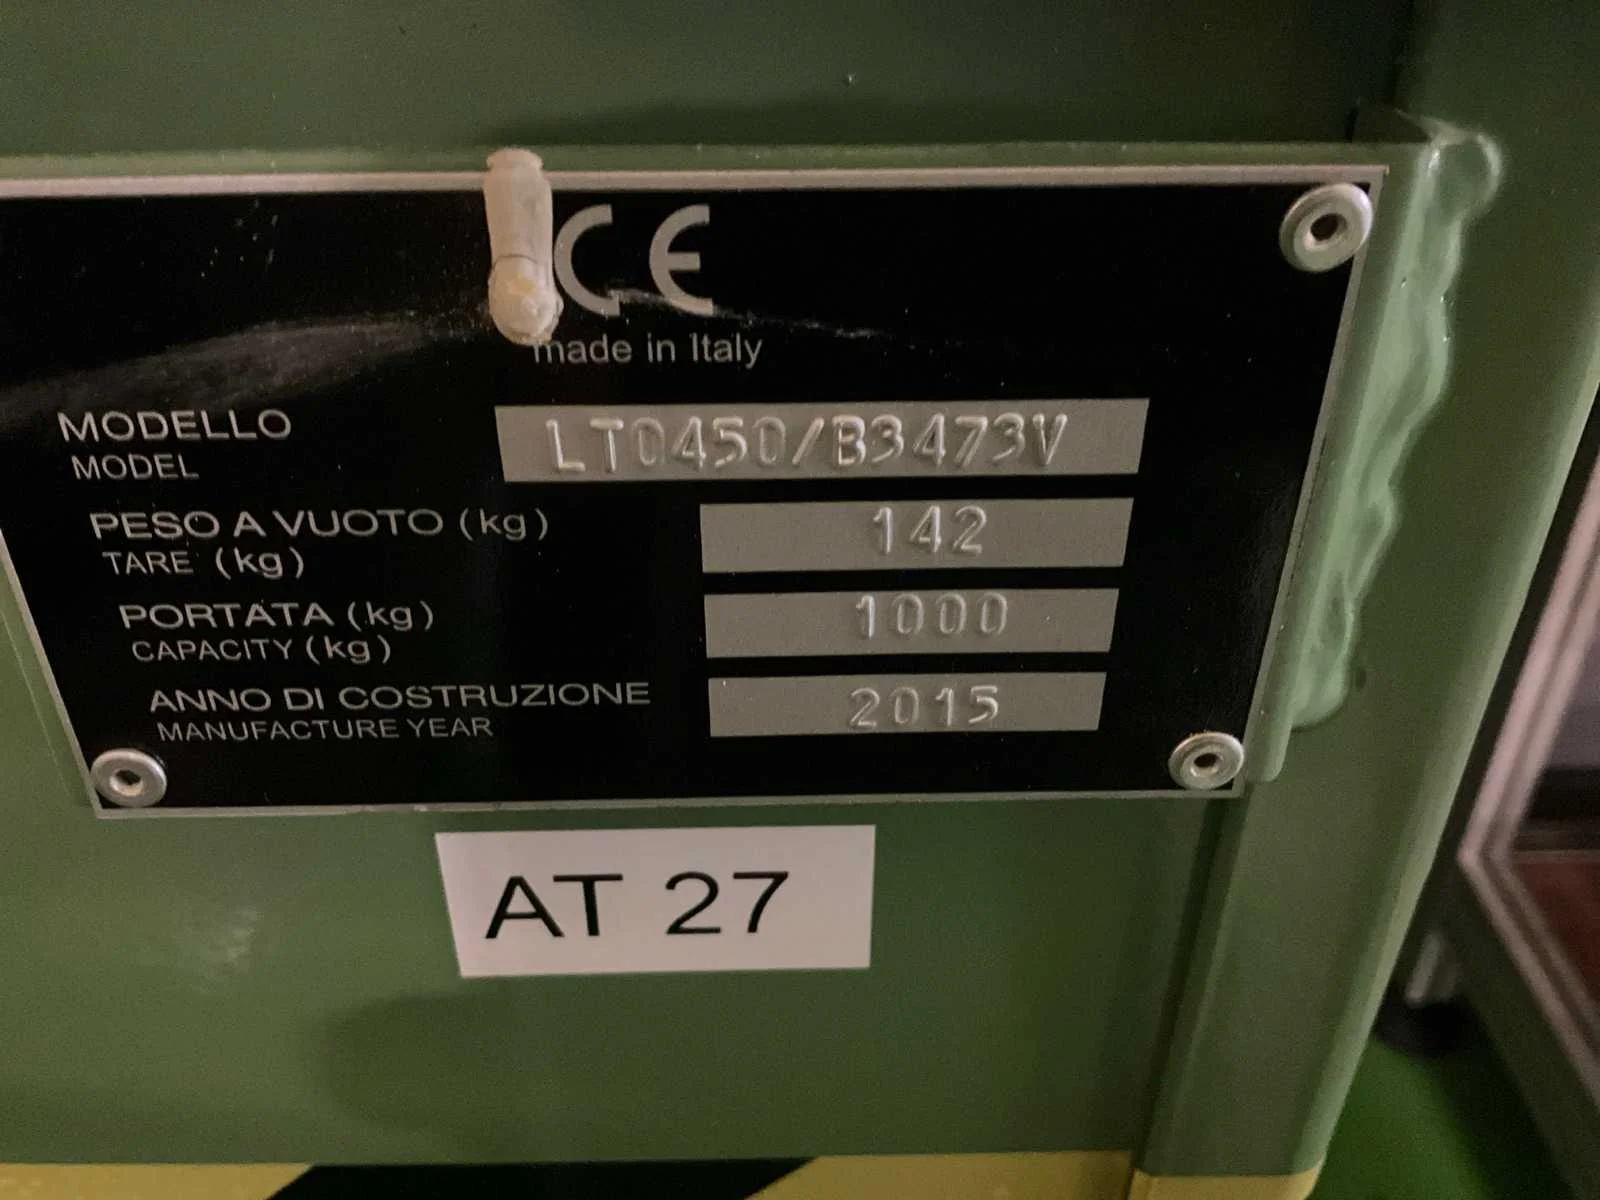 CE
made in Italy
MODELLO
MODEL
LT0450/B3473V
PESO A VUOTO (kg)
TARE (kg)
142
PORTATA (kg)
CAPACITY (kg)
1000
ANNO DI COSTRUZIONE
MANUFACTURE YEAR
2015
AT 27